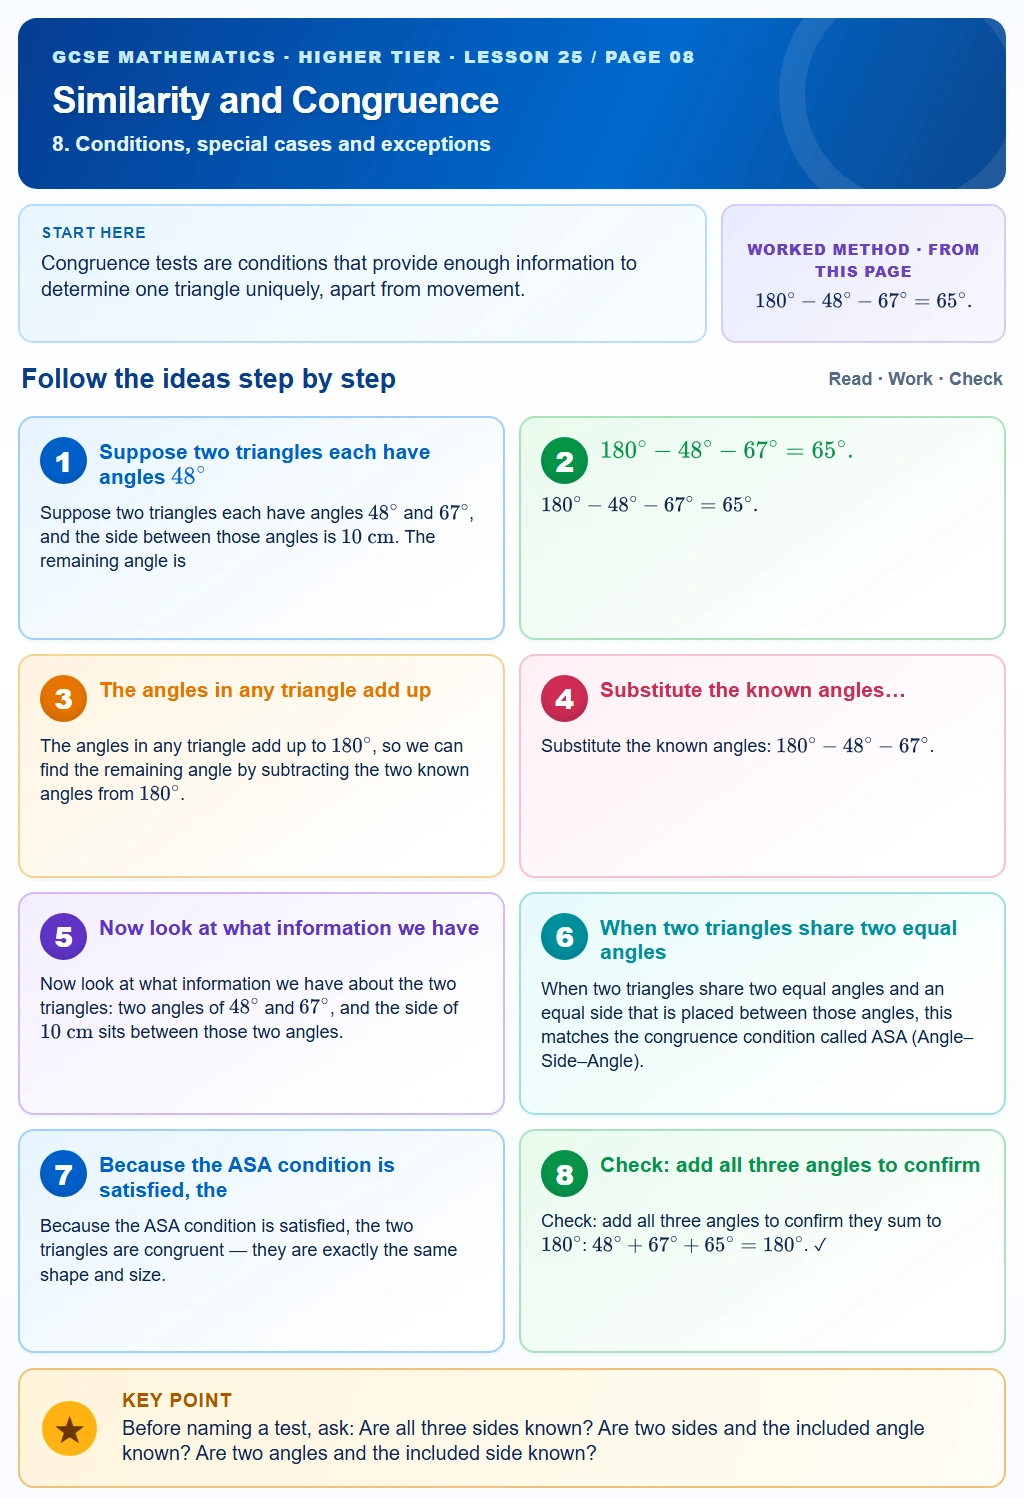 GCSE MATHEMATICS · HIGHER TIER · LESSON 25 / PAGE 08
Similarity and Congruence
8. Conditions, special cases and exceptions
START HERE
Congruence tests are conditions that provide enough information to
determine one triangle uniquely, apart from movement.
WORKED METHOD · FROM
THIS PAGE
180° − 48° − 67° = 65°.
Follow the ideas step by step
Read · Work · Check
1
Suppose two triangles each have
angles 48°
Suppose two triangles each have angles 48° and 67°,
and the side between those angles is 10 cm. The
remaining angle is
2
180° − 48° − 67° = 65°.
180° − 48° − 67° = 65°.
3
The angles in any triangle add up
The angles in any triangle add up to 180°, so we can
find the remaining angle by subtracting the two known
angles from 180°.
4
Substitute the known angles…
Substitute the known angles: 180° − 48° − 67°.
5
Now look at what information we have
Now look at what information we have about the two
triangles: two angles of 48° and 67°, and the side of
10 cm sits between those two angles.
6
When two triangles share two equal
angles
When two triangles share two equal angles and an
equal side that is placed between those angles, this
matches the congruence condition called ASA (Angle–
Side–Angle).
7
Because the ASA condition is
satisfied, the
Because the ASA condition is satisfied, the two
triangles are congruent — they are exactly the same
shape and size.
8
Check: add all three angles to confirm
Check: add all three angles to confirm they sum to
180°: 48° + 67° + 65° = 180°. ✓
KEY POINT
Before naming a test, ask: Are all three sides known? Are two sides and the included angle
known? Are two angles and the included side known?